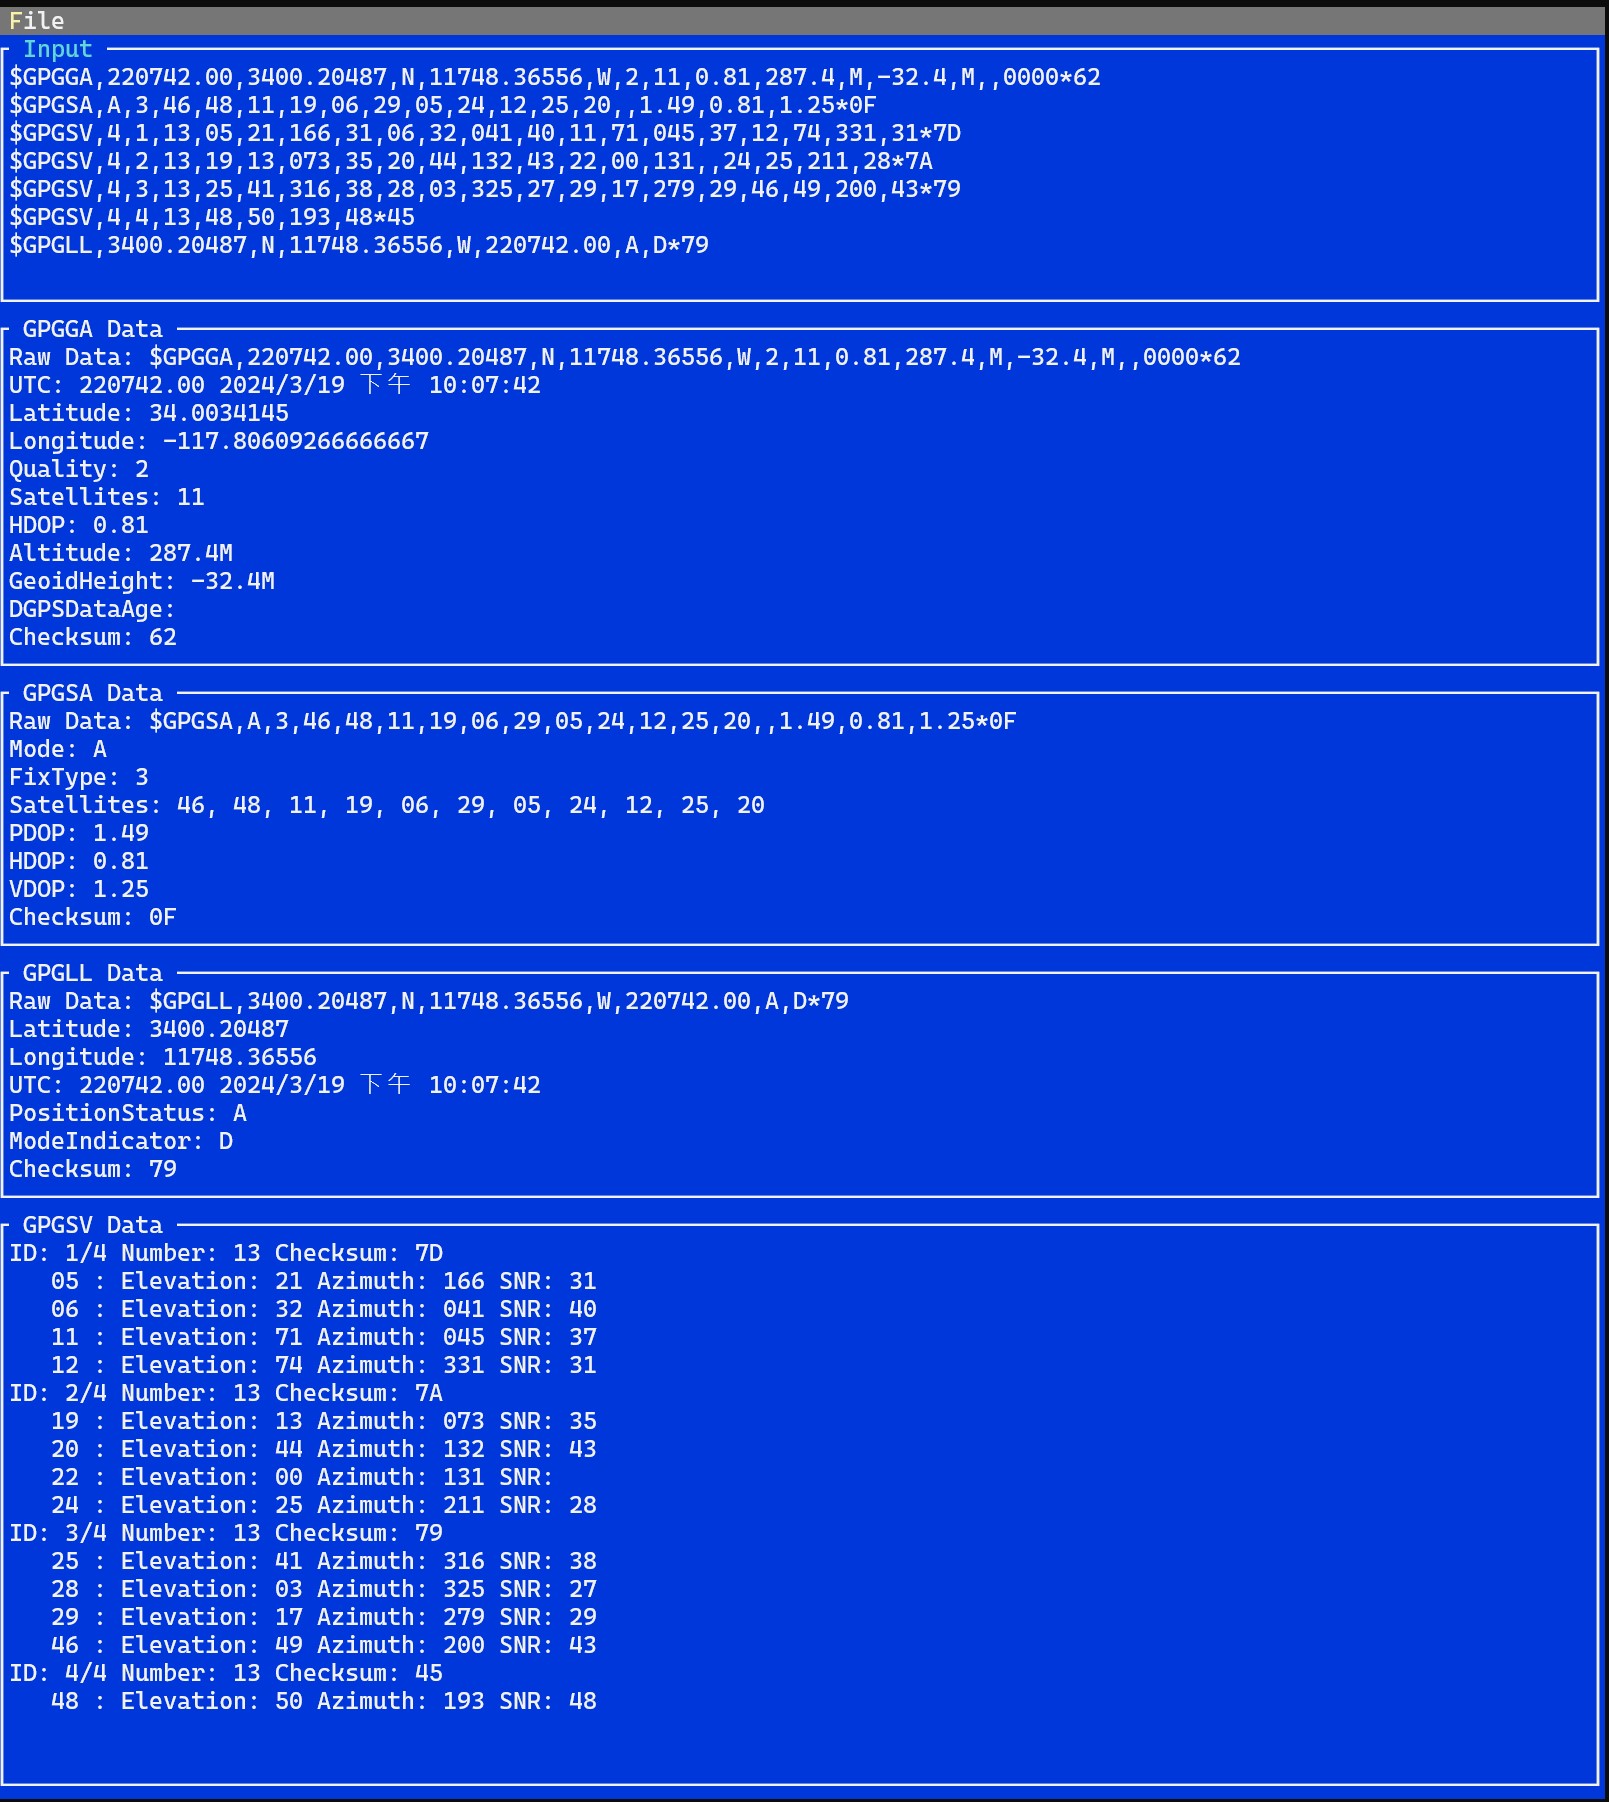 File
Input
$GPGGA,220742.00,3400.20487,N,11748.36556,W,2,11,0.81,287.4,M,-32.4,M,,0000*62
$GPGSA,A,3,46,48,11,19,06,29,05,24,12,25,20,,1.49,0.81,1.25*0F
$GPGSV,4,1,13,05,21,166,31,06,32,041,40,11,71,045,37,12,74,331,31*7D
$GPGSV,4,2,13,19,13,073,35,20,44,132,43,22,00,131,,24,25,211,28*7A
$GPGSV,4,3,13,25,41,316,38,28,03,325,27,29,17,279,29,46,49,200,43*79
$GPGSV,4,4,13,48,50,193,48*45
$GPGLL,3400.20487,N,11748.36556,W,220742.00,A,D*79
GPGGA Data
Raw Data: $GPGGA,220742.00,3400.20487,N,11748.36556,W,2,11,0.81,287.4,M,-32.4,M,,0000*62
UTC: 220742.00 2024/3/19 下午 10:07:42
Latitude: 34.0034145
Longitude: -117.80609266666667
Quality: 2
Satellites: 11
HDOP: 0.81
Altitude: 287.4M
GeoidHeight: -32.4M
DGPSDataAge:
Checksum: 62
GPGSA Data
Raw Data: $GPGSA,A,3,46,48,11,19,06,29,05,24,12,25,20,,1.49,0.81,1.25*0F
Mode: A
FixType: 3
Satellites: 46, 48, 11, 19, 06, 29, 05, 24, 12, 25, 20
PDOP: 1.49
HDOP: 0.81
VDOP: 1.25
Checksum: 0F
GPGLL Data
Raw Data: $GPGLL,3400.20487,N,11748.36556,W,220742.00,A,D*79
Latitude: 3400.20487
Longitude: 11748.36556
UTC: 220742.00 2024/3/19 下午 10:07:42
PositionStatus: A
ModeIndicator: D
Checksum: 79
GPGSV Data
ID: 1/4 Number: 13 Checksum: 7D
05 : Elevation: 21 Azimuth: 166 SNR: 31
06 : Elevation: 32 Azimuth: 041 SNR: 40
11 : Elevation: 71 Azimuth: 045 SNR: 37
12 : Elevation: 74 Azimuth: 331 SNR: 31
ID: 2/4 Number: 13 Checksum: 7A
19 : Elevation: 13 Azimuth: 073 SNR: 35
20 : Elevation: 44 Azimuth: 132 SNR: 43
22 : Elevation: 00 Azimuth: 131 SNR:
24 : Elevation: 25 Azimuth: 211 SNR: 28
ID: 3/4 Number: 13 Checksum: 79
25 : Elevation: 41 Azimuth: 316 SNR: 38
28 : Elevation: 03 Azimuth: 325 SNR: 27
29 : Elevation: 17 Azimuth: 279 SNR: 29
46 : Elevation: 49 Azimuth: 200 SNR: 43
ID: 4/4 Number: 13 Checksum: 45
48 : Elevation: 50 Azimuth: 193 SNR: 48